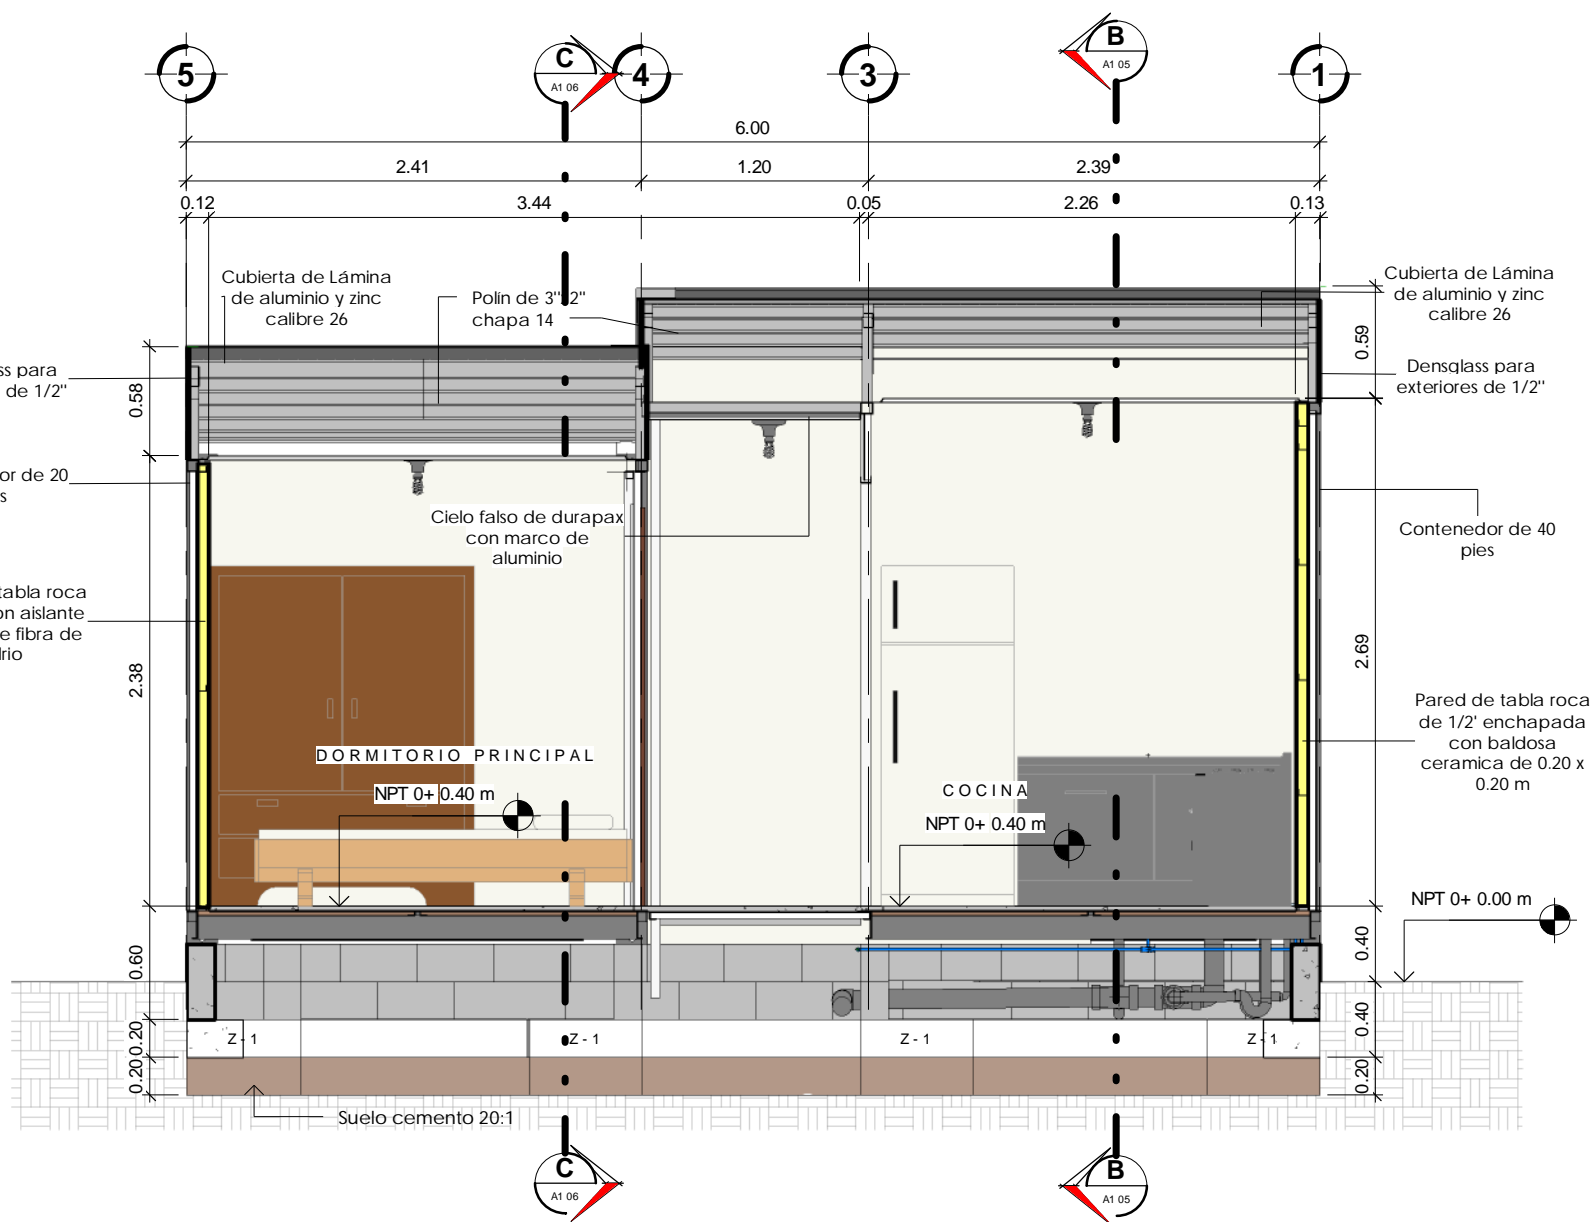 5
C
A1 06
4
3
B
A1 05
1
6.00
2.41
1.20
2.39
0.12
3.44
0.05
2.26
0.13
Cubierta de Lámina
de aluminio y zinc
calibre 26
Polín de 3"
2"
chapa 14
Cubierta de Lámina
de aluminio y zinc
calibre 26
0.58
0.59
ss para
de 1/2"
Densglass para
exteriores de 1/2"
or de 20
s
Cielo falso de durapax
con marco de
aluminio
Contenedor de 40
pies
tabla roca
on aislante
e fibra de
rio
2.38
2.69
Pared de tabla roca
de 1/2' enchapada
con baldosa
ceramica de 0.20 x
0.20 m
DORMITORIO PRINCIPAL
NPT 0+ 0.40 m
COCINA
NPT 0+ 0.40 m
NPT 0+ 0.00 m
0.60
0.40
0.20
Z - 1
Z - 1
Z - 1
Z - 1
0.40
0.20
0.20
Suelo cemento 20:1
C
A1 06
B
A1 05